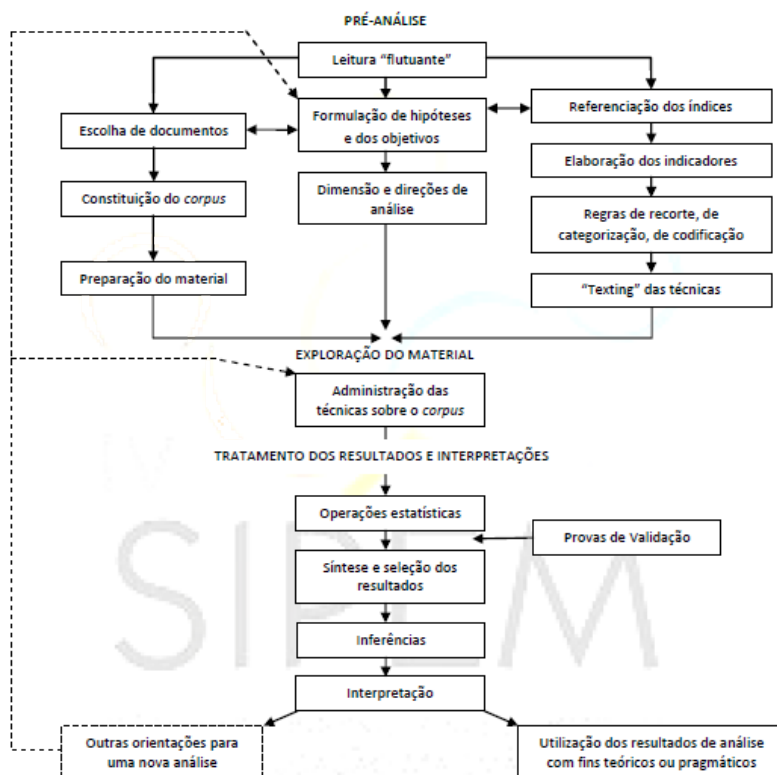 PRÉ-ANÁLISE
Leitura “flutuante”
Escolha de documentos
Formulação de hipóteses
e dos objetivos
Referenciação dos índices
Constituição do corpus
Dimensão e direções de
análise
Elaboração dos indicadores
Regras de recorte, de
categorização, de codificação
Preparação do material
“Texting” das técnicas
EXPLORAÇÃO DO MATERIAL
Administração das
técnicas sobre o corpus
TRATAMENTO DOS RESULTADOS E INTERPRETAÇÕES
Operações estatísticas
Provas de Validação
Síntese e seleção dos
resultados
Inferências
Interpretação
Outras orientações para
uma nova análise
Utilização dos resultados de análise
com fins teóricos ou pragmáticos
SIPEM